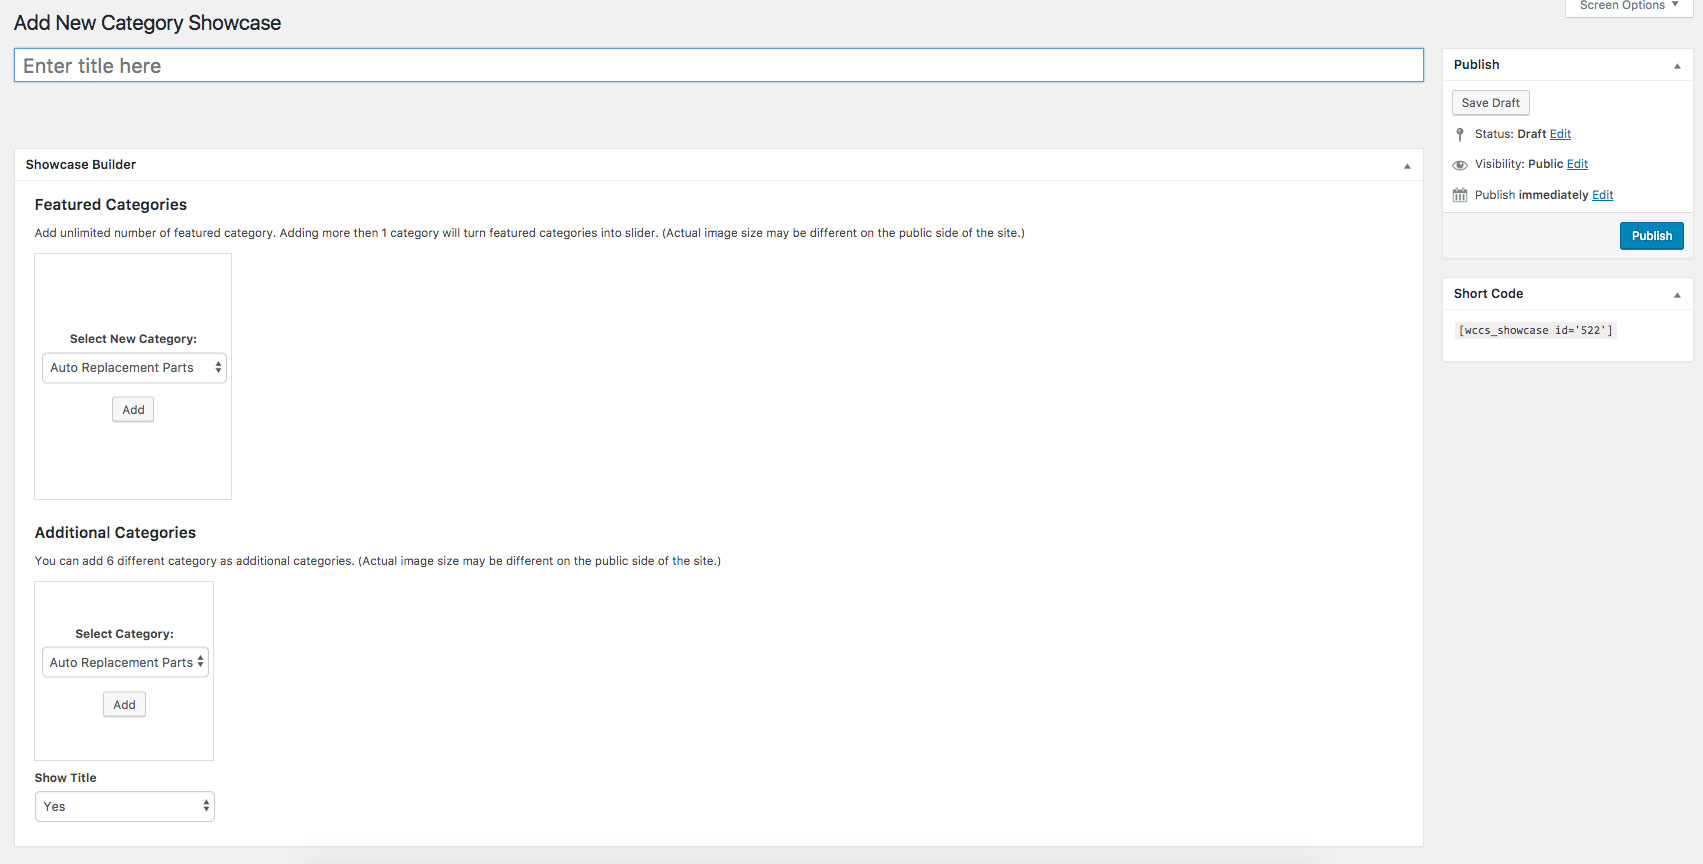 Add New Category Showcase
Screen Options
Enter title here
Showcase Builder
Featured Categories
Add unlimited number of featured category. Adding more then 1 category will turn featured categories into slider. (Actual image size may be different on the public side of the site.)
Select New Category:
Auto Replacement Parts
Add
Additional Categories
You can add 6 different category as additional categories. (Actual image size may be different on the public side of the site.)
Select Category:
Auto Replacement Parts
Add
Show Title
Yes
Publish
Save Draft
Status: Draft Edit
Visibility: Public Edit
Publish immediately Edit
Publish
Short Code
[wccs_showcase id='522']